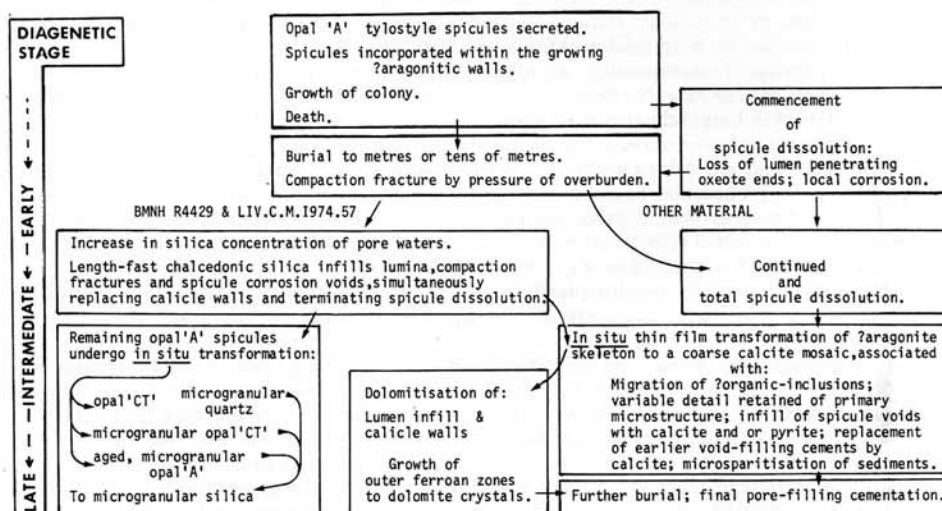 DIAGENETIC
STAGE
LATE ← — INTERMEDIATE ← — EARLY ← - - - -
Opal 'A' tylostyle spicules secreted.
Spicules incorporated within the growing
?aragonitic walls.
Growth of colony.
Death.
Commencement
of
spicule dissolution:
Loss of lumen penetrating
oxeote ends; local corrosion.
Burial to metres or tens of metres.
Compaction fracture by pressure of overburden.
BMNH R4429 & LIV.C.M.I974.57
OTHER MATERIAL
Increase in silica concentration of pore waters.
Length-fast chalcedonic silica infills lumina,compaction
fractures and spicule corrosion voids,simultaneously
replacing calicle walls and terminating spicule dissolution.
Continued
and
total spicule dissolution.
Remaining opal'A' spicules
undergo in situ transformation:
opal'CT'
microgranular
quartz
microgranular opal'CT'
aged, microgranular
opal'A'
To microgranular silica
Dolomitisation of:
Lumen infill &
calicle walls
Growth of
outer ferroan zones
to dolomite crystals.
In situ thin film transformation of ?aragonite
skeleton to a coarse calcite mosaic,associated
with:
Migration of ?organic-inclusions;
variable detail retained of primary
microstructure; infill of spicule voids
with calcite and or pyrite; replacement
of earlier void-filling cements by
calcite; microsparitisation of sediments.
Further burial; final pore-filling cementation.